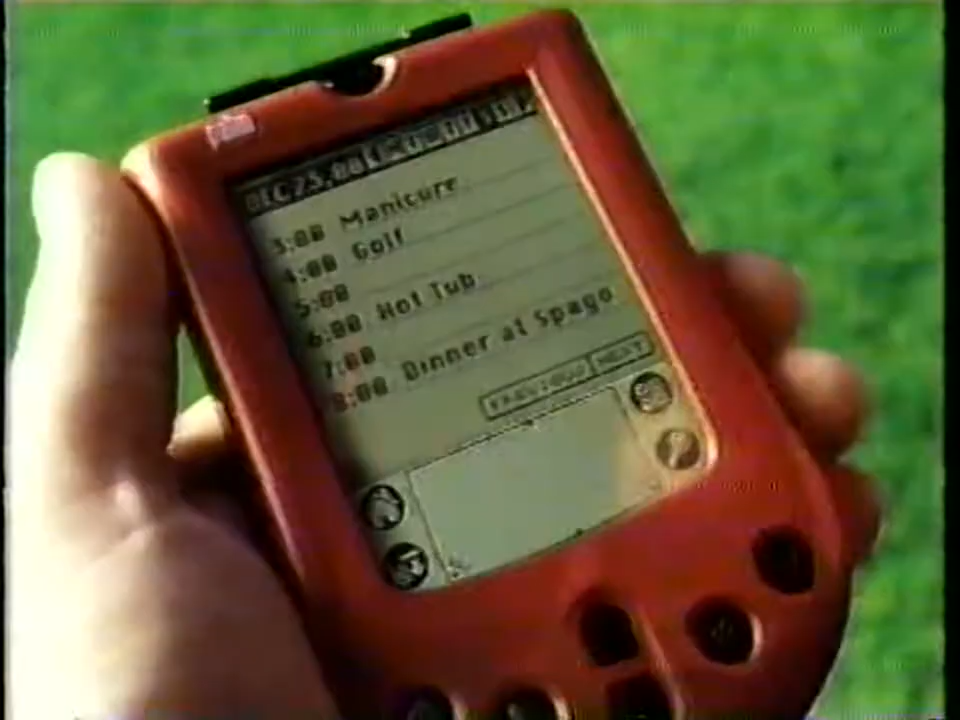 DEC 25, 00
3:00 Manicure
4:00 Golf
5:00
6:00 Hot Tub
7:00
8:00 Dinner at Spago
PREVIOUS NEXT